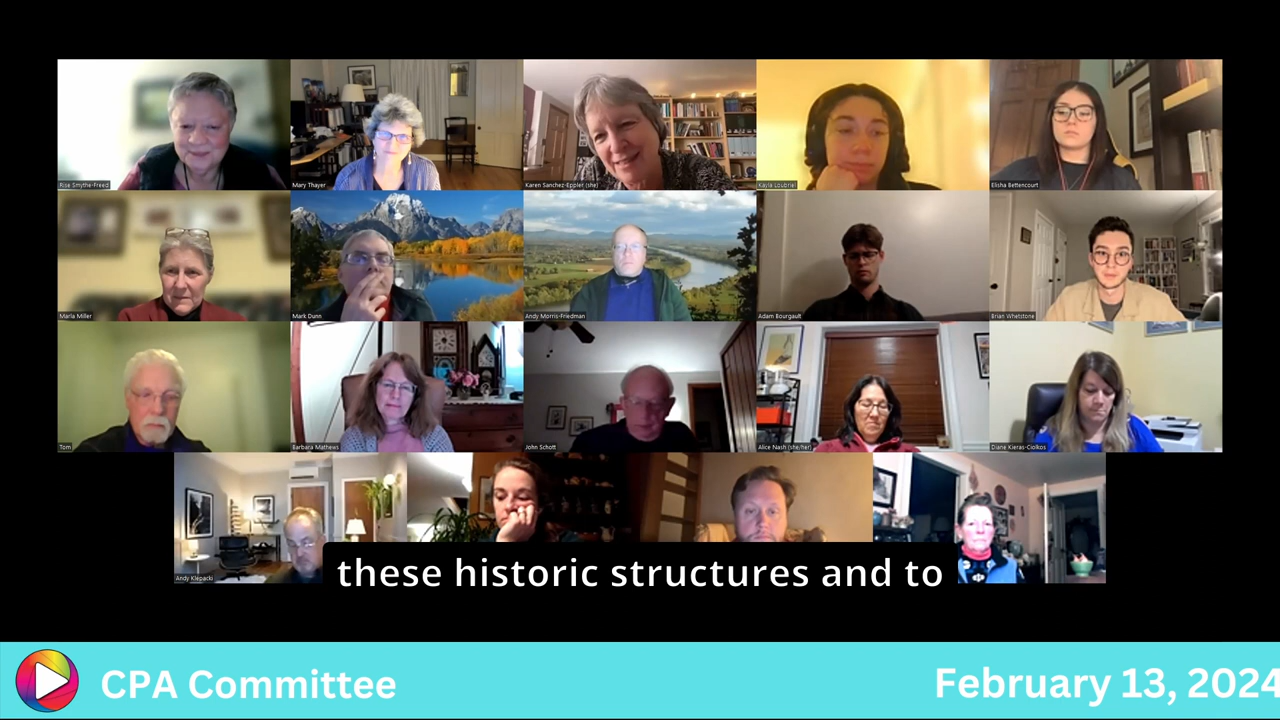 Rise Smythe-Freed
Mary Thayer
Karen Sanchez-Eppler (she)
Kayla Loubriel
Elisha Bettencourt
Marla Miller
Mark Dunn
Andy Morris-Friedman
Adam Bourgault
Brian Whetstone
Tom
Barbara Mathews
John Schott
Alice Nash (she/her)
Diane Kieras-Ciolkos
Andy Klepacki
these historic structures and to
CPA Committee
February 13, 2024